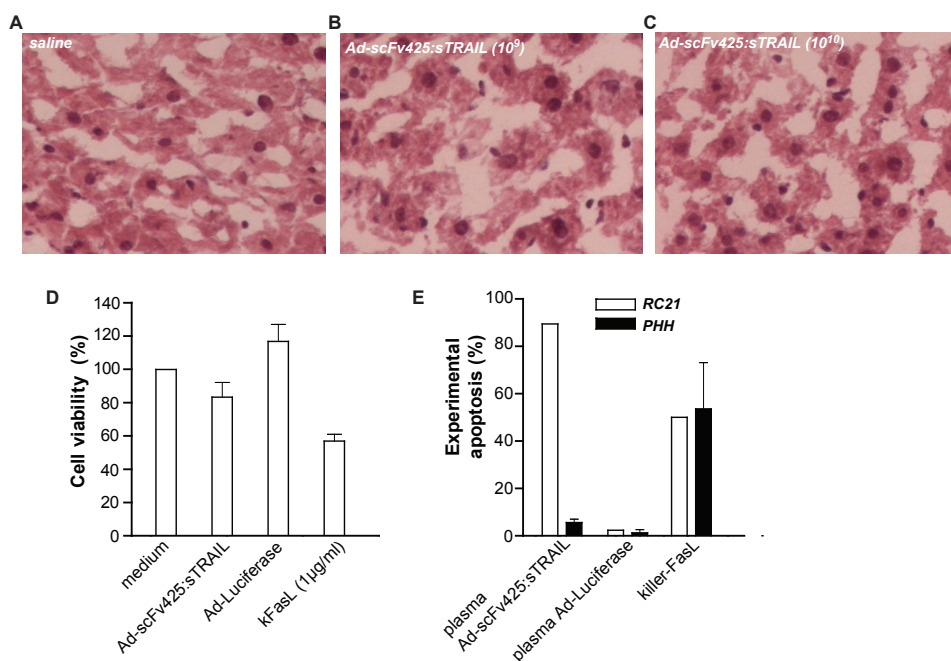 A
saline
B
Ad-scFv425:sTRAIL (10⁹)
C
Ad-scFv425:sTRAIL (10¹⁰)
D
Cell viability (%)
140
120
100
80
60
40
20
0
medium
Ad-scFv425:sTRAIL
Ad-Luciferase
kFasL (1µg/ml)
E
Experimental
apoptosis (%)
100
80
60
40
20
0
RC21
PHH
plasma
Ad-scFv425:sTRAIL
plasma Ad-Luciferase
killer-FasL